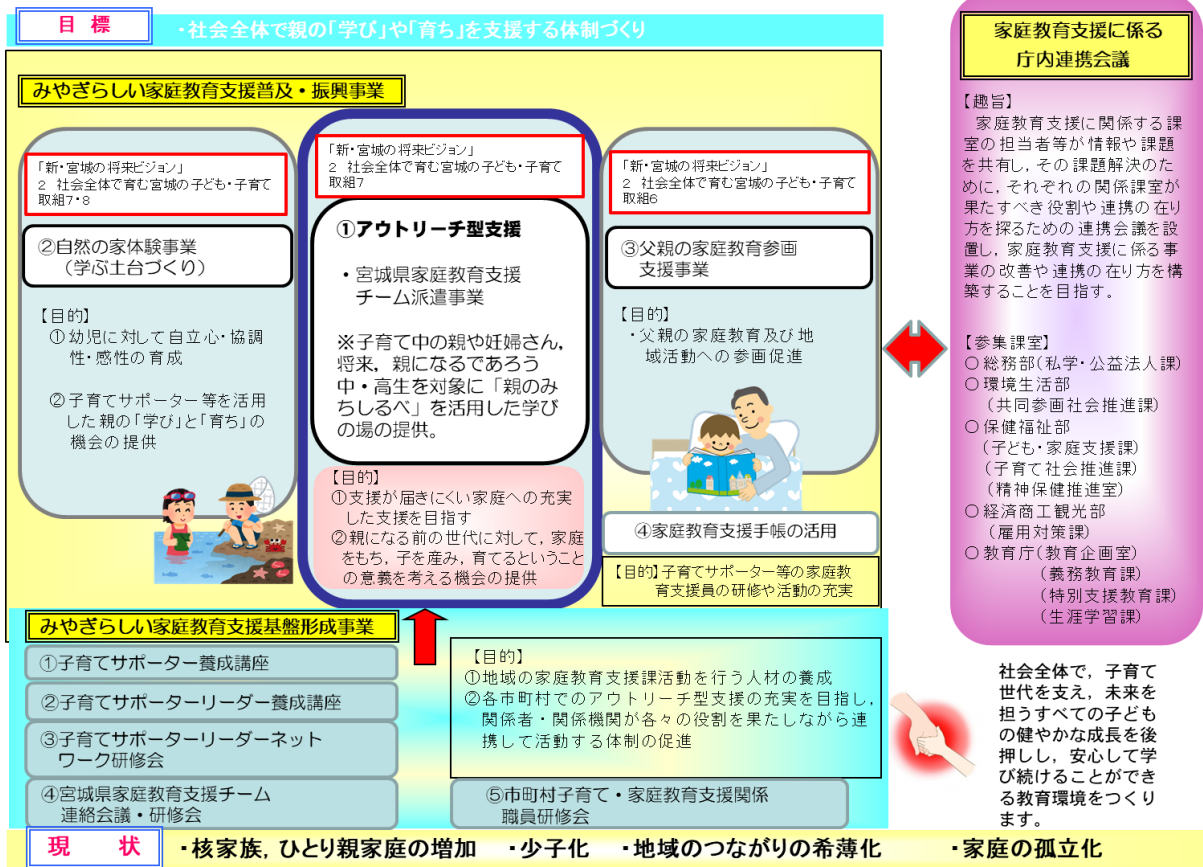 目 標
・社会全体で親の「学び」や「育ち」を支援する体制づくり
みやぎらしい家庭教育支援普及・振興事業
「新・宮城の将来ビジョン」
2 社会全体で育む宮城の子ども・子育て
取組7・8
②自然の家体験事業
(学ぶ土台づくり)
【目的】
①幼児に対して自立心・協調
性・感性の育成
②子育てサポーター等を活用
した親の「学び」と「育ち」の
機会の提供
「新・宮城の将来ビジョン」
2 社会全体で育む宮城の子ども・子育て
取組7
①アウトリーチ型支援
・宮城県家庭教育支援
チーム派遣事業
※子育て中の親や妊婦さん,
将来,親になるであろう
中・高生を対象に「親のみ
ちしるべ」を活用した学び
の場の提供。
【目的】
①支援が届きにくい家庭への充実
した支援を目指す
②親になる前の世代に対して,家庭
をもち,子を産み,育てるということ
の意義を考える機会の提供
「新・宮城の将来ビジョン」
2 社会全体で育む宮城の子ども・子育て
取組6
③父親の家庭教育参画
支援事業
【目的】
・父親の家庭教育及び地
域活動への参画促進
④家庭教育支援手帳の活用
【目的】子育てサポーター等の家庭教
育支援員の研修や活動の充実
みやぎらしい家庭教育支援基盤形成事業
①子育てサポーター養成講座
②子育てサポーターリーダー養成講座
③子育てサポーターリーダーネット
ワーク研修会
④宮城県家庭教育支援チーム
連絡会議・研修会
【目的】
①地域の家庭教育支援課活動を行う人材の養成
②各市町村でのアウトリーチ型支援の充実を目指し,
関係者・関係機関が各々の役割を果たしながら連
携して活動する体制の促進
⑤市町村子育て・家庭教育支援関係
職員研修会
家庭教育支援に係る
庁内連携会議
【趣旨】
家庭教育支援に関係する課
室の担当者等が情報や課題
を共有し,その課題解決のた
めに,それぞれの関係課室が
果たすべき役割や連携の在り
方を探るための連携会議を設
置し,家庭教育支援に係る事
業の改善や連携の在り方を構
築することを目指す。
【参集課室】
○総務部(私学・公益法人課)
○環境生活部
(共同参画社会推進課)
○保健福祉部
(子ども・家庭支援課)
(子育て社会推進課)
(精神保健推進室)
○経済商工観光部
(雇用対策課)
○教育庁(教育企画室)
(義務教育課)
(特別支援教育課)
(生涯学習課)
社会全体で,子育て
世代を支え,未来を
担うすべての子ども
の健やかな成長を後
押しし,安心して学
び続けることができ
る教育環境をつくり
ます。
現 状
・核家族,ひとり親家庭の増加 ・少子化 ・地域のつながりの希薄化 ・家庭の孤立化